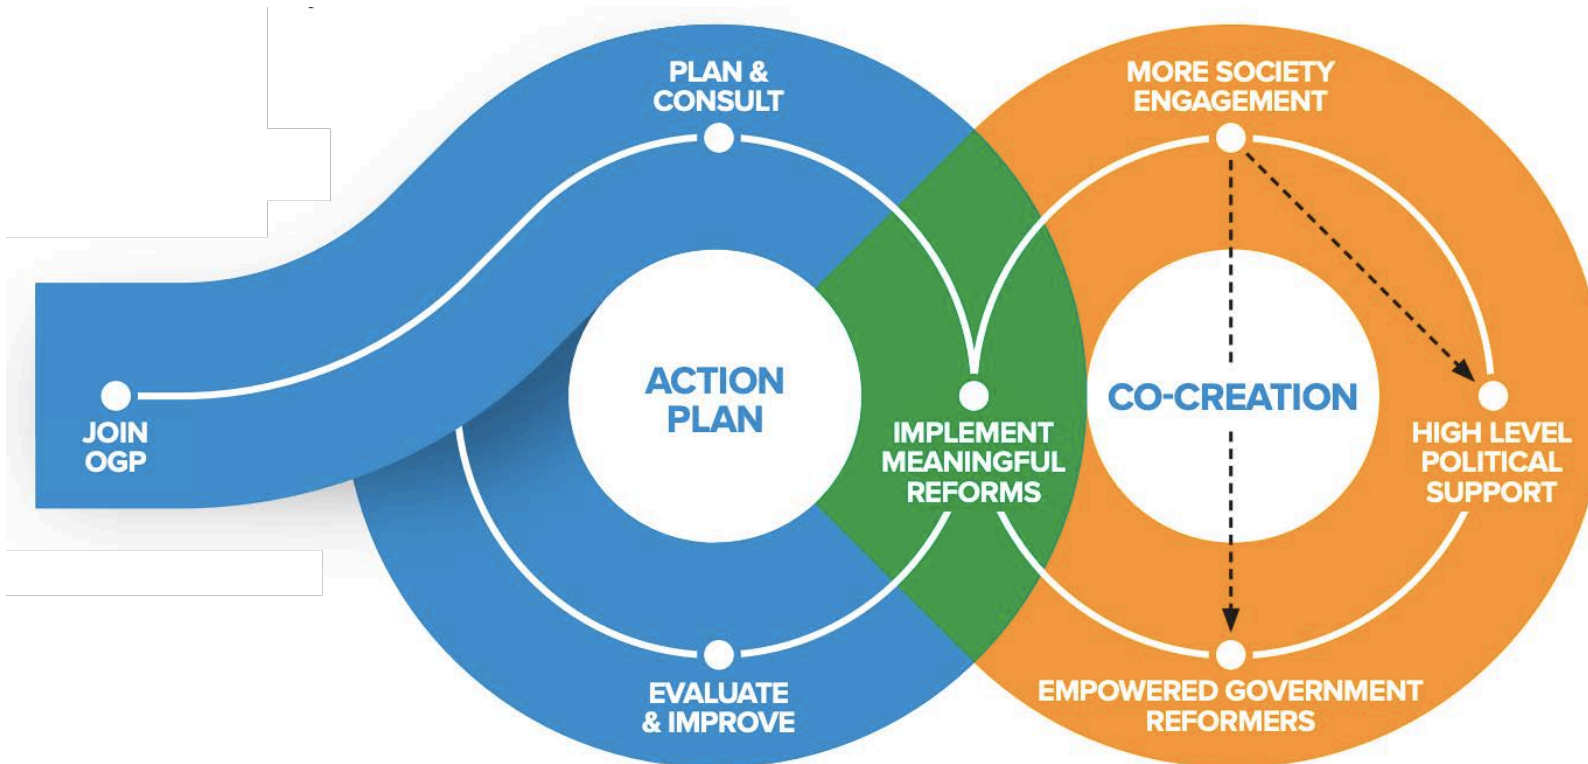 PLAN &
CONSULT
MORE SOCIETY
ENGAGEMENT
JOIN
OGP
ACTION
PLAN
IMPLEMENT
MEANINGFUL
REFORMS
CO-CREATION
HIGH LEVEL
POLITICAL
SUPPORT
EVALUATE
& IMPROVE
EMPOWERED GOVERNMENT
REFORMERS